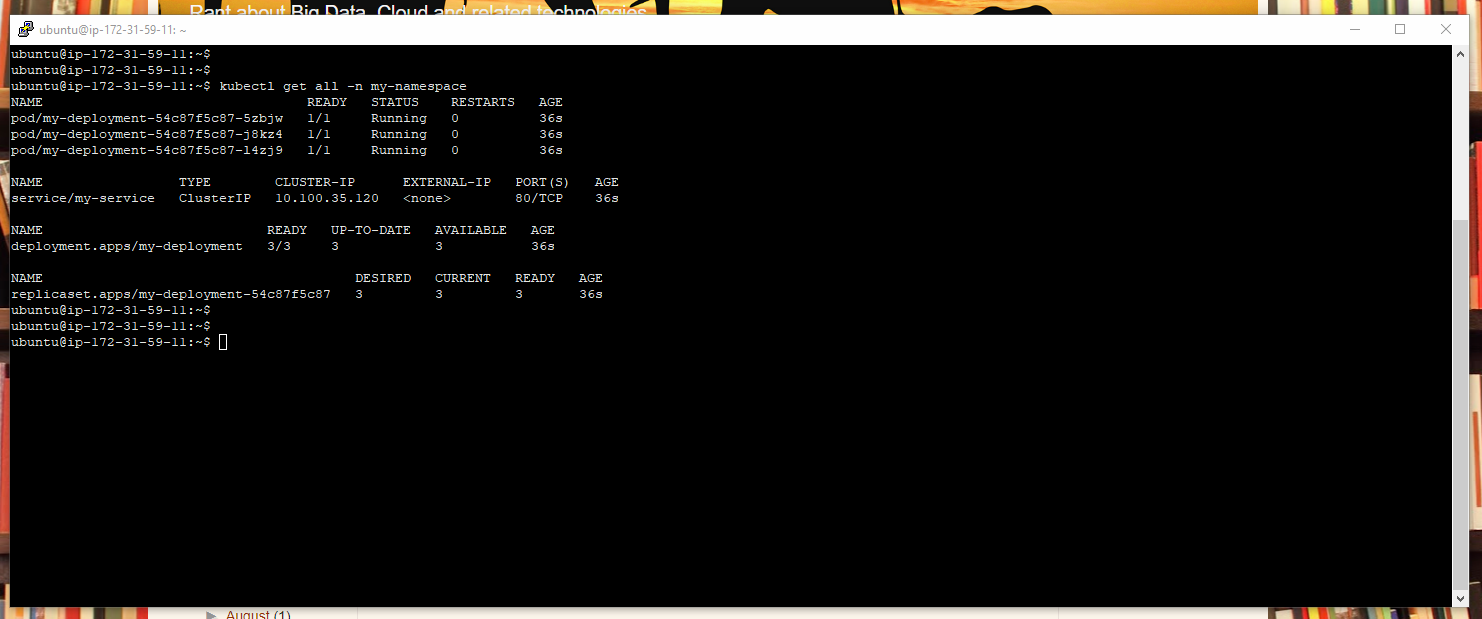 Rant about Big Data, Cloud and related technologies
ubuntu@ip-172-31-59-11: ~
ubuntu@ip-172-31-59-11:~$
ubuntu@ip-172-31-59-11:~$
ubuntu@ip-172-31-59-11:~$ kubectl get all -n my-namespace
NAME READY STATUS RESTARTS AGE
pod/my-deployment-54c87f5c87-5zbjw 1/1 Running 0 36s
pod/my-deployment-54c87f5c87-j8kz4 1/1 Running 0 36s
pod/my-deployment-54c87f5c87-l4zj9 1/1 Running 0 36s
NAME TYPE CLUSTER-IP EXTERNAL-IP PORT(S) AGE
service/my-service ClusterIP 10.100.35.120 <none> 80/TCP 36s
NAME READY UP-TO-DATE AVAILABLE AGE
deployment.apps/my-deployment 3/3 3 3 36s
NAME DESIRED CURRENT READY AGE
replicaset.apps/my-deployment-54c87f5c87 3 3 3 36s
ubuntu@ip-172-31-59-11:~$
ubuntu@ip-172-31-59-11:~$
ubuntu@ip-172-31-59-11:~$
► August (1)